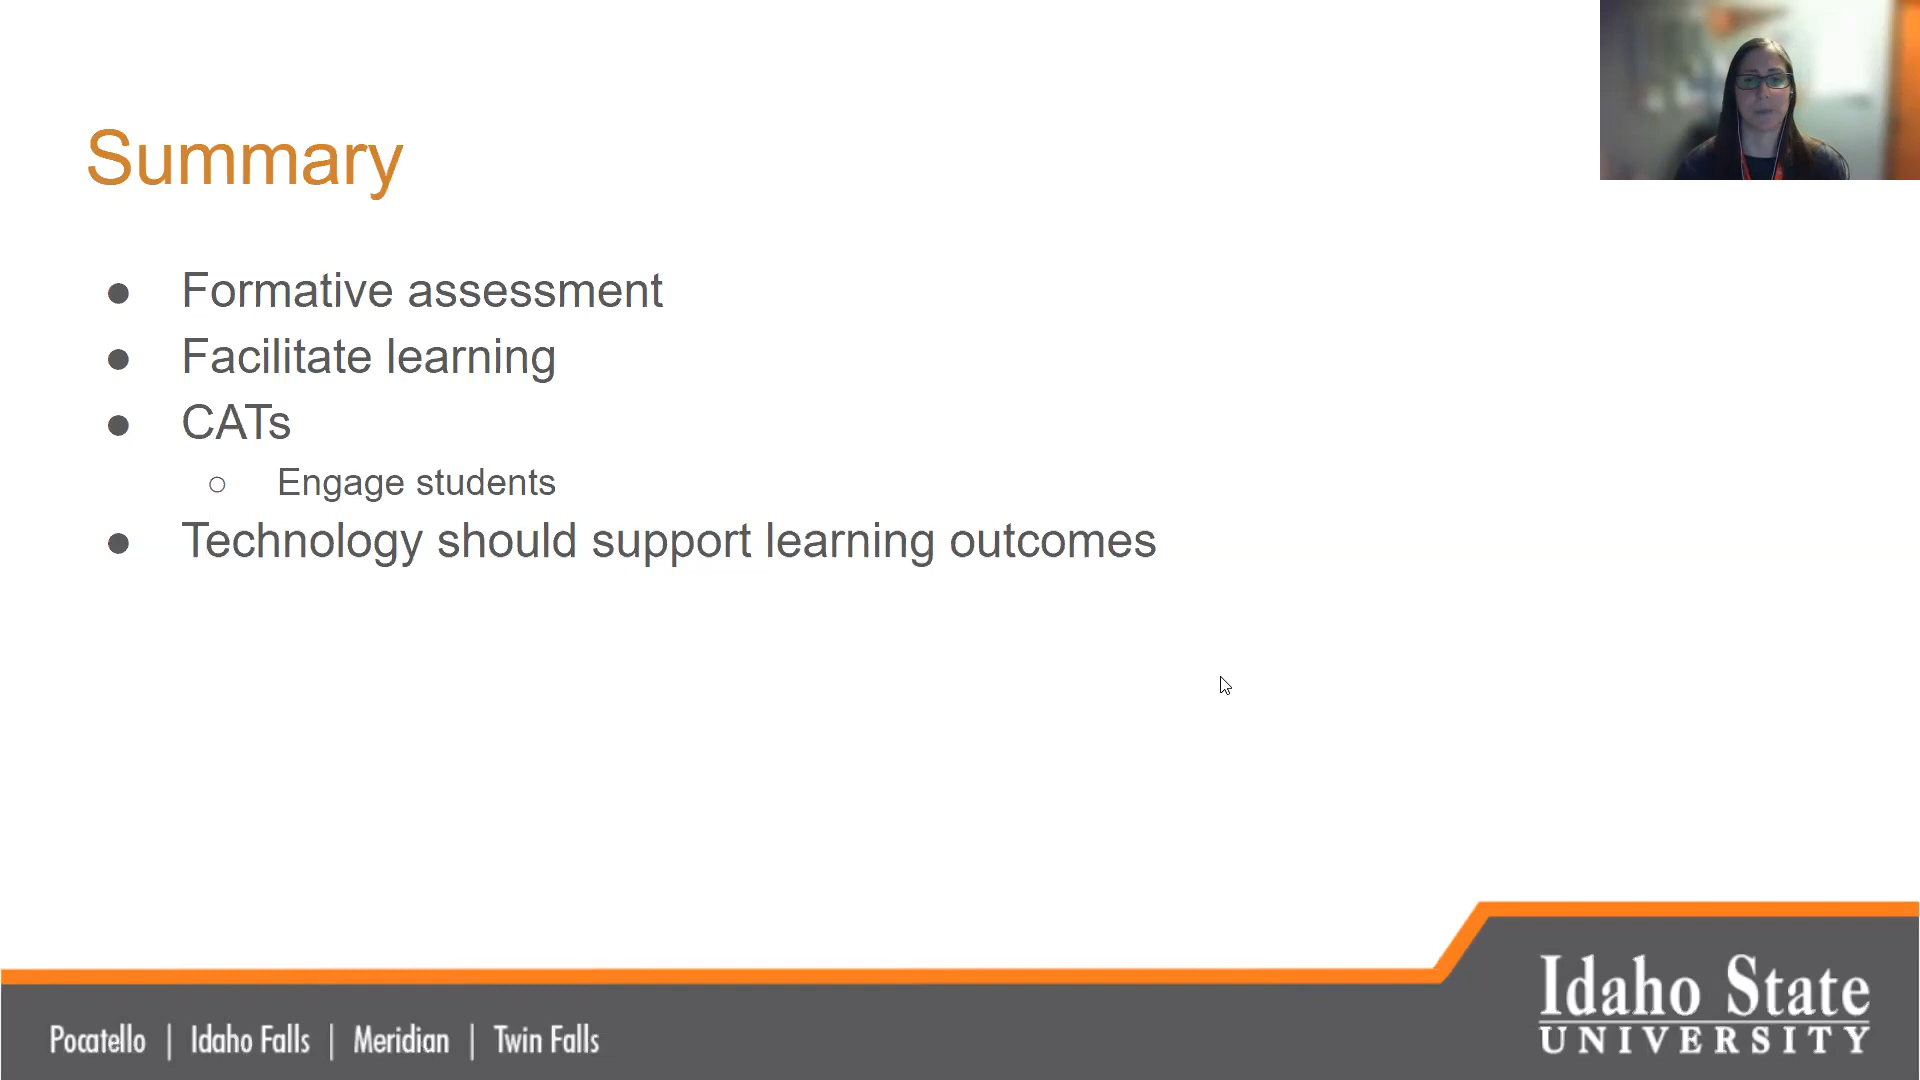 Summary
● Formative assessment
● Facilitate learning
● CATs
○ Engage students
● Technology should support learning outcomes
Pocatello | Idaho Falls | Meridian | Twin Falls
Idaho State
UNIVERSITY